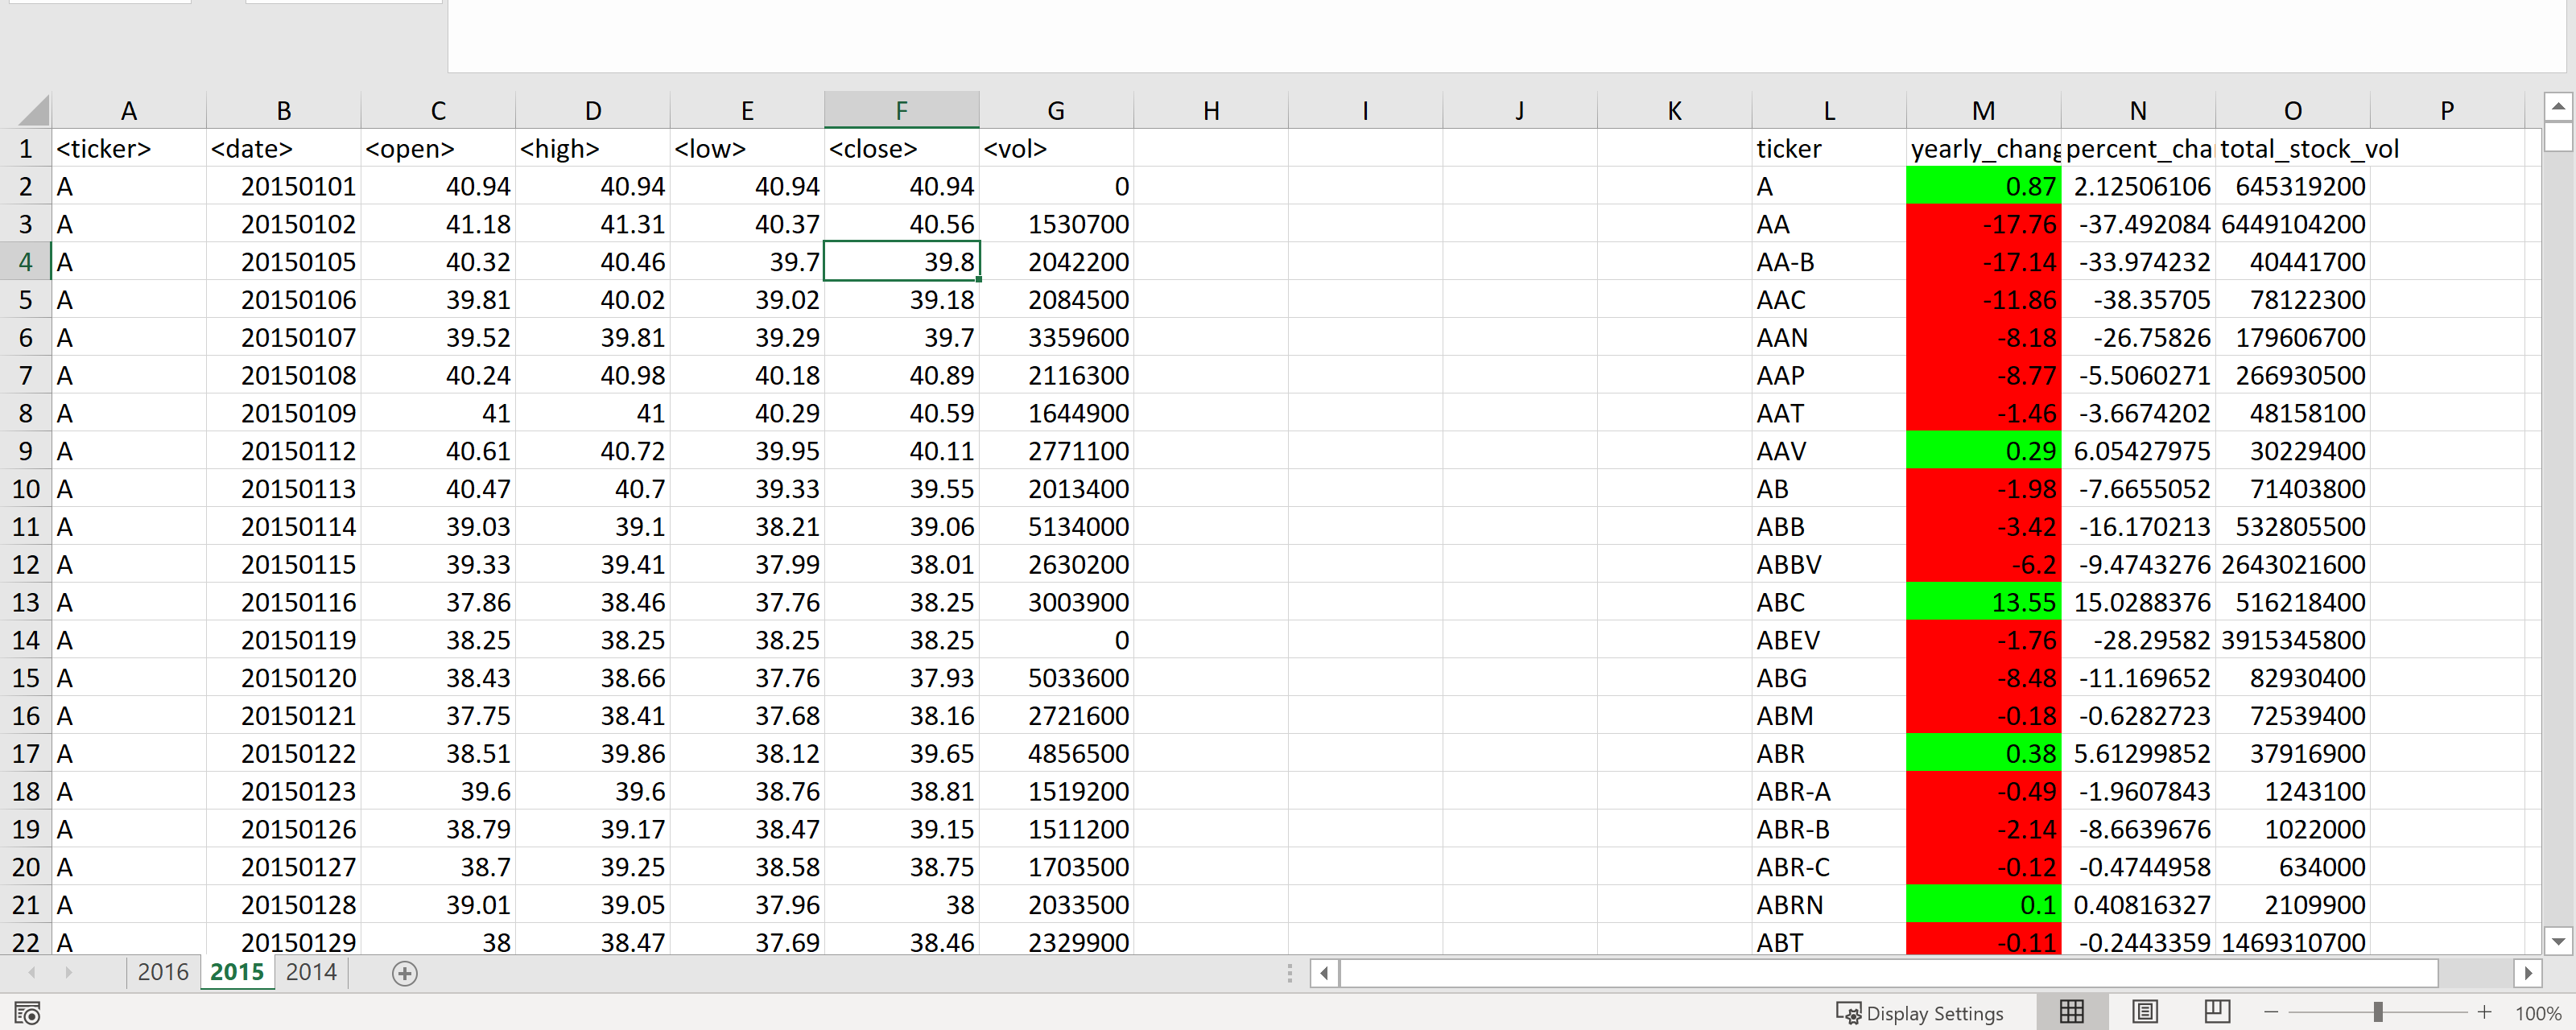 A B C D E F G H I J K L M N O P
1 <ticker> <date> <open> <high> <low> <close> <vol> ticker yearly_chang percent_cha total_stock_vol
2 A 20150101 40.94 40.94 40.94 40.94 0 A 0.87 2.12506106 645319200
3 A 20150102 41.18 41.31 40.37 40.56 1530700 AA -17.76 -37.492084 6449104200
4 A 20150105 40.32 40.46 39.7 39.8 2042200 AA-B -17.14 -33.974232 40441700
5 A 20150106 39.81 40.02 39.02 39.18 2084500 AAC -11.86 -38.35705 78122300
6 A 20150107 39.52 39.81 39.29 39.7 3359600 AAN -8.18 -26.75826 179606700
7 A 20150108 40.24 40.98 40.18 40.89 2116300 AAP -8.77 -5.5060271 266930500
8 A 20150109 41 41 40.29 40.59 1644900 AAT -1.46 -3.6674202 48158100
9 A 20150112 40.61 40.72 39.95 40.11 2771100 AAV 0.29 6.05427975 30229400
10 A 20150113 40.47 40.7 39.33 39.55 2013400 AB -1.98 -7.6655052 71403800
11 A 20150114 39.03 39.1 38.21 39.06 5134000 ABB -3.42 -16.170213 532805500
12 A 20150115 39.33 39.41 37.99 38.01 2630200 ABBV -6.2 -9.4743276 2643021600
13 A 20150116 37.86 38.46 37.76 38.25 3003900 ABC 13.55 15.0288376 516218400
14 A 20150119 38.25 38.25 38.25 38.25 0 ABEV -1.76 -28.29582 3915345800
15 A 20150120 38.43 38.66 37.76 37.93 5033600 ABG -8.48 -11.169652 82930400
16 A 20150121 37.75 38.41 37.68 38.16 2721600 ABM -0.18 -0.6282723 72539400
17 A 20150122 38.51 39.86 38.12 39.65 4856500 ABR 0.38 5.61299852 37916900
18 A 20150123 39.6 39.6 38.76 38.81 1519200 ABR-A -0.49 -1.9607843 1243100
19 A 20150126 38.79 39.17 38.47 39.15 1511200 ABR-B -2.14 -8.6639676 1022000
20 A 20150127 38.7 39.25 38.58 38.75 1703500 ABR-C -0.12 -0.4744958 634000
21 A 20150128 39.01 39.05 37.96 38 2033500 ABRN 0.1 0.40816327 2109900
22 A 20150129 38 38.47 37.69 38.46 2329900 ABT -0.11 -0.2443359 1469310700
2016 2015 2014
Display Settings 100%